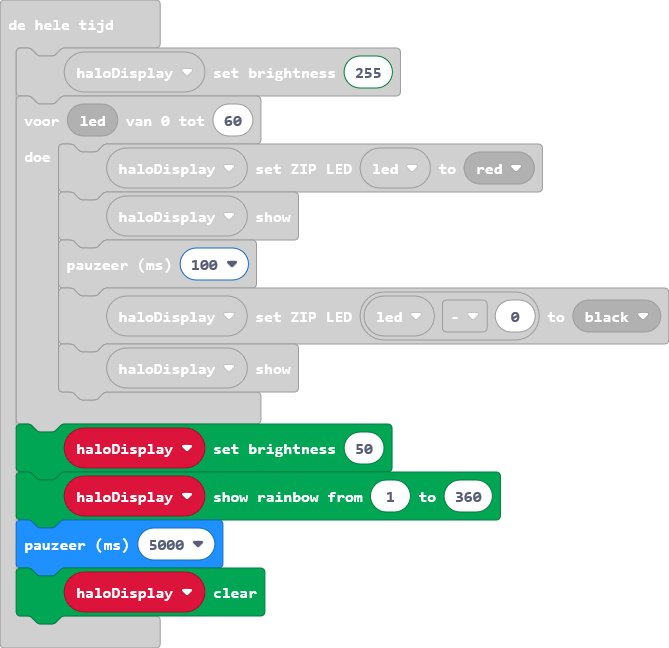 de hele tijd
haloDisplay set brightness 255
voor led van 0 tot 60
doe
haloDisplay set ZIP LED led to red
haloDisplay show
pauzeer (ms) 100
haloDisplay set ZIP LED led - 0 to black
haloDisplay show
haloDisplay set brightness 50
haloDisplay show rainbow from 1 to 360
pauzeer (ms) 5000
haloDisplay clear